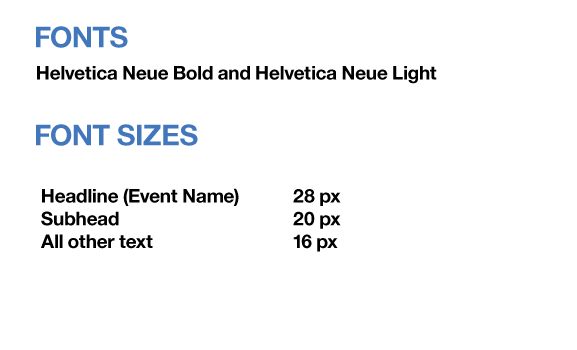 FONTS
Helvetica Neue Bold and Helvetica Neue Light
FONT SIZES
Headline (Event Name) 28 px
Subhead 20 px
All other text 16 px